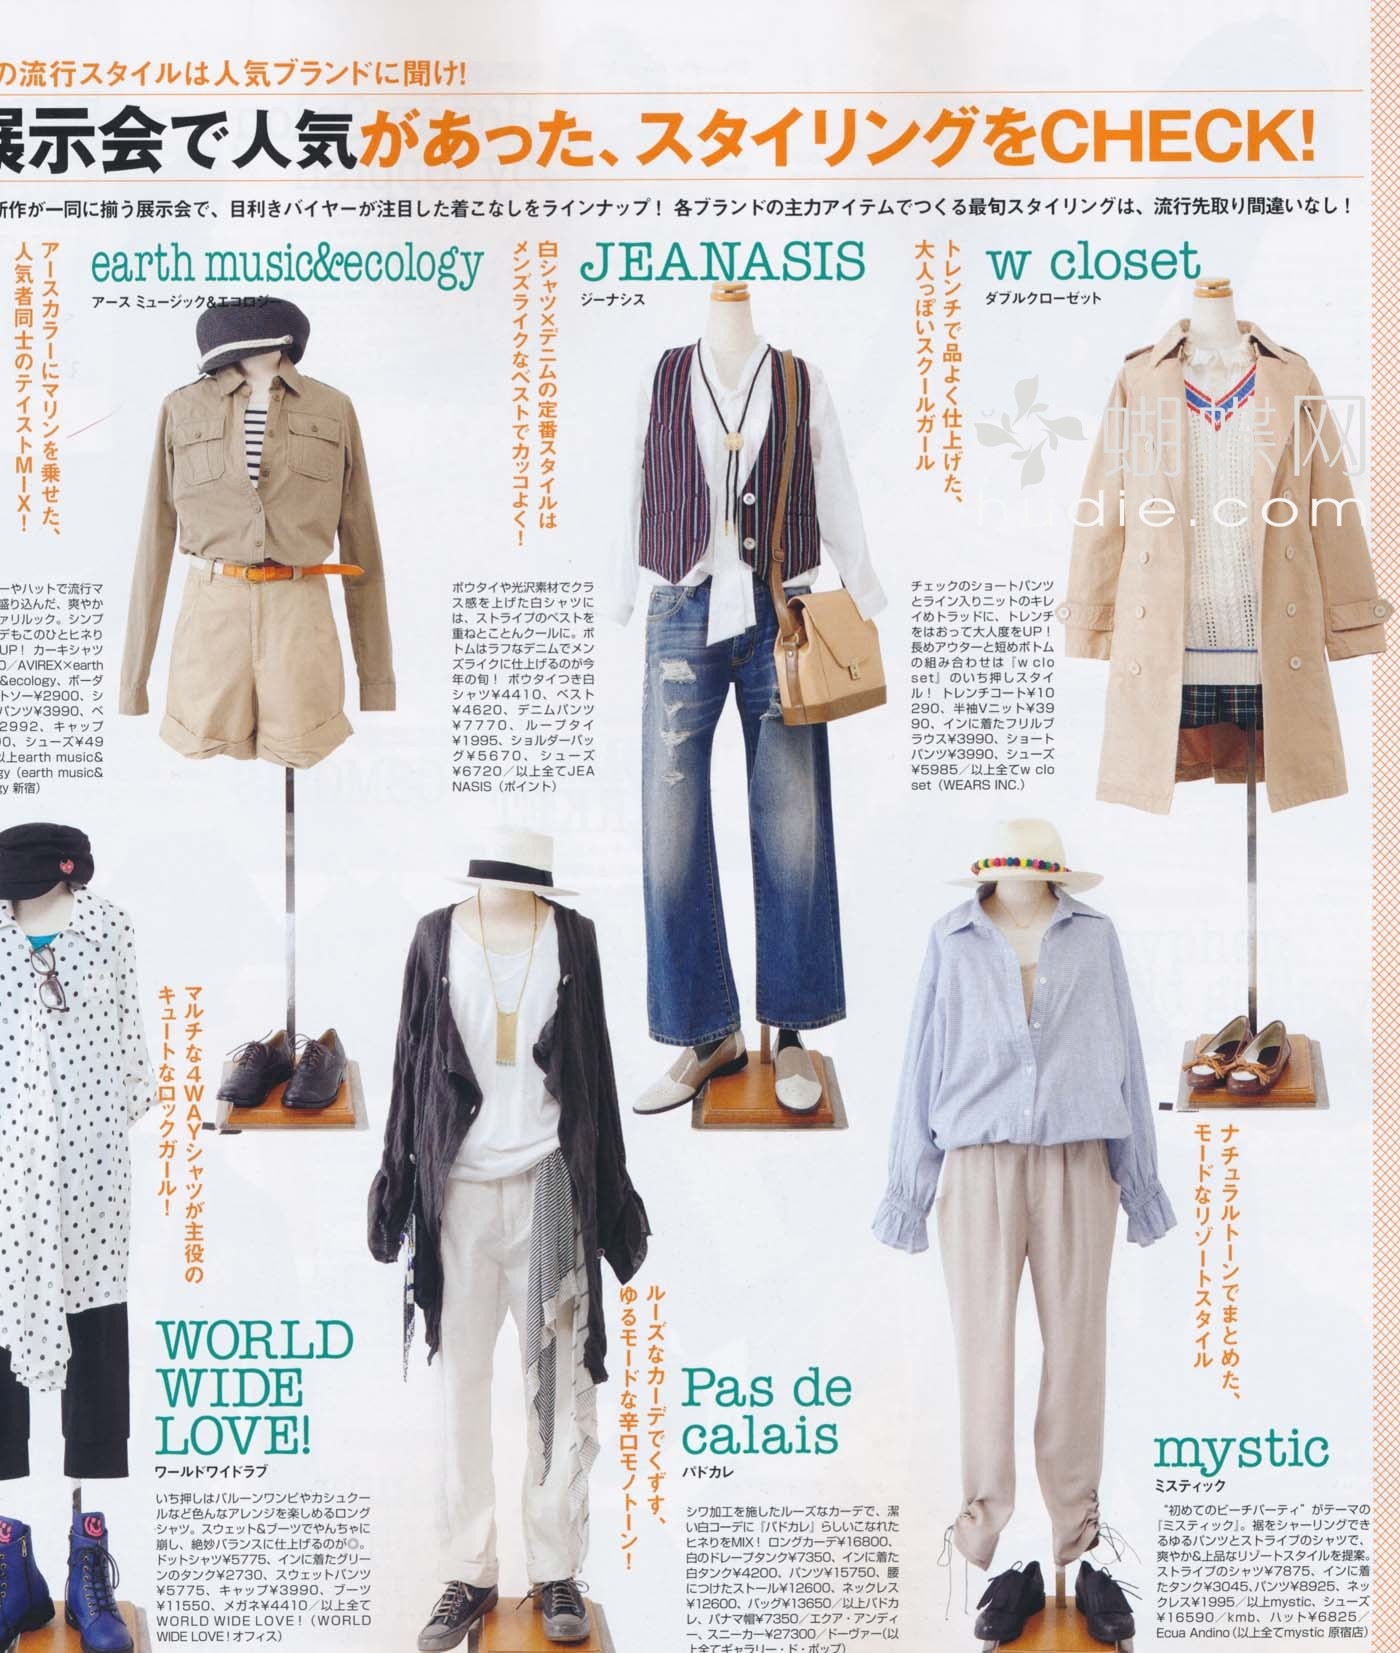 の流行スタイルは人気ブランドに聞け!
展示会で人気があった、スタイリングをCHECK!
新作が一同に揃う展示会で、目利きバイヤーが注目した着こなしをラインナップ! 各ブランドの主力アイテムでつくる最旬スタイリングは、流行先取り間違いなし!
earth music&ecology
アース ミュージック&エコロジー
アースカラーにマリンを乗せた、
人気者同士のテイストMIX!
ーやハットで流行マ
盛り込んだ、爽やか
ァリルック。シンプ
デもこのひとヒネり
UP! カーキシャツ
0/AVIREX×earth
&ecology、ボーダ
トソー¥2900、シ
パンツ¥3990、ベ
2992、キャップ
00、シューズ¥49
以上earth music&
gy (earth music&
gy 新宿)
JEANASIS
ジーナシス
白シャツ×デニムの定番スタイルは
メンズライクなベストでカッコよく!
ボウタイや光沢素材でクラ
ス感を上げた白シャツに
は、ストライプのベストを
重ねとことんクールに。ボ
トムはラフなデニムでメン
ズライクに仕上げるのが今
年の旬! ボウタイつき白
シャツ¥4410、ベスト
¥4620、デニムパンツ
¥7770、ループタイ
¥1995、ショルダーバッ
グ¥5670、シューズ
¥6720/以上全てJEA
NASIS (ポイント)
w closet
ダブルクローゼット
トレンチで品よく仕上げた、
大人っぽいスクールガール
チェックのショートパンツ
とライン入りニットのキレ
イめトラッドに、トレンチ
をはおって大人度をUP!
長めアウターと短めボトム
の組み合わせは『w clo
set』のいち押しスタイ
ル! トレンチコート¥10
290、半袖Vニット¥39
90、インに着たフリルブ
ラウス¥3990、ショート
パンツ¥3990、シューズ
¥5985/以上全てw clo
set (WEARS INC.)
蝴蝶网
hudie.com
マルチな4WAYシャツが主役の
キュートなロックガール!
WORLD
WIDE
LOVE!
ワールドワイドラブ
いち押しはバルーンワンピやカシュクー
ルなど色んなアレンジを楽しめるロング
シャツ。スウェット&ブーツでやんちゃに
崩し、絶妙バランスに仕上げるのが◎。
ドットシャツ¥5775、インに着たグリー
ンのタンク¥2730、スウェットパンツ
¥5775、キャップ¥3990、ブーツ
¥11550、メガネ¥4410/以上全て
WORLD WIDE LOVE! (WORLD
WIDE LOVE! オフィス)
ルーズなカーデでくずす、
ゆるモードな辛口モノトーン!
Pas de
calais
パドカレ
シワ加工を施したルーズなカーデで、潔
い白コーデに『パドカレ』らしいこなれた
ヒネりをMIX! ロングカーデ¥16800、
白のドレープタンク¥7350、インに着た
白タンク¥4200、パンツ¥15750、腰
につけたストール¥12600、ネックレス
¥12600、バッグ¥13650/以上パドカ
レ、パナマ帽¥7350/エクア・アンディ
ー、スニーカー¥27300/ドーヴァー(以
上全てギャラリー・ド・ポップ)
ナチュラルトーンでまとめた、
モードなリゾートスタイル
mystic
ミスティック
“初めてのビーチパーティ”がテーマの
『ミスティック』。裾をシャーリングでき
るゆるパンツとストライプのシャツで、
爽やか&上品なリゾートスタイルを提案。
ストライプのシャツ¥7875、インに着
たタンク¥3045、パンツ¥8925、ネッ
クレス¥1995/以上mystic、シューズ
¥16590/kmb、ハット¥6825/
Ecua Andino (以上全てmystic 原宿店)